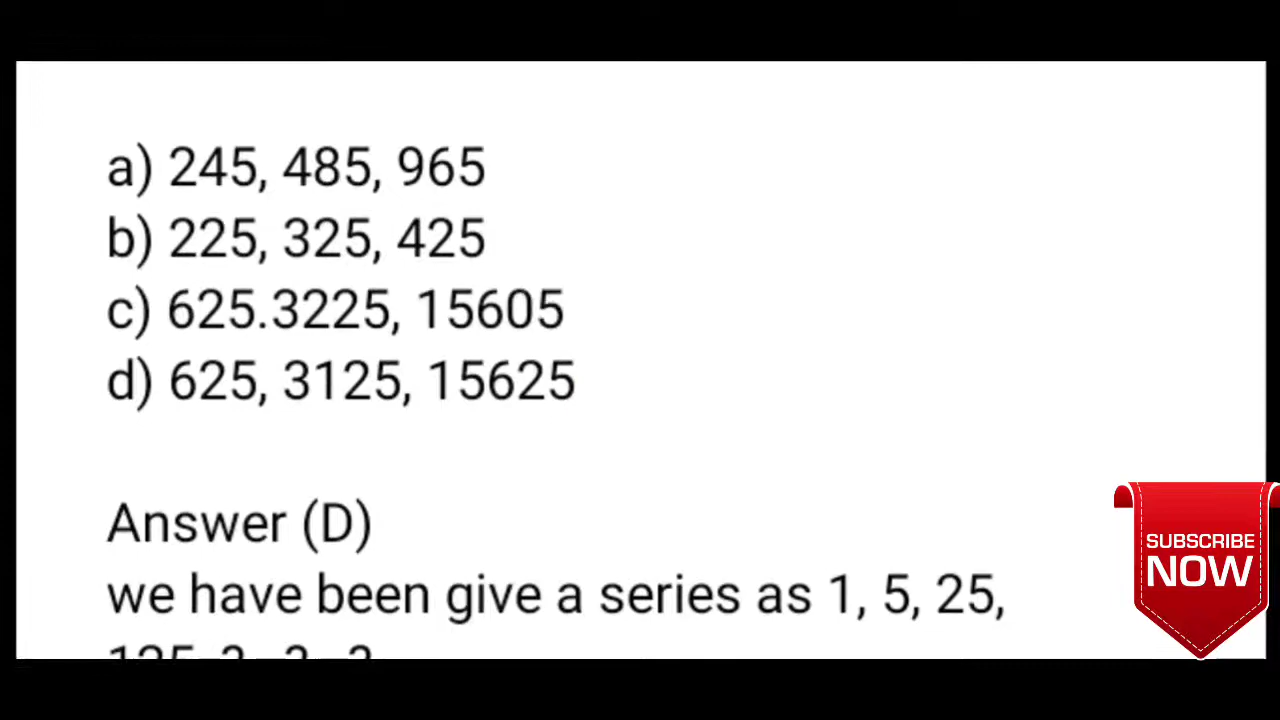 a) 245, 485, 965
b) 225, 325, 425
c) 625.3225, 15605
d) 625, 3125, 15625
Answer (D)
we have been give a series as 1, 5, 25,
125, ?, ?, ?
SUBSCRIBE
NOW